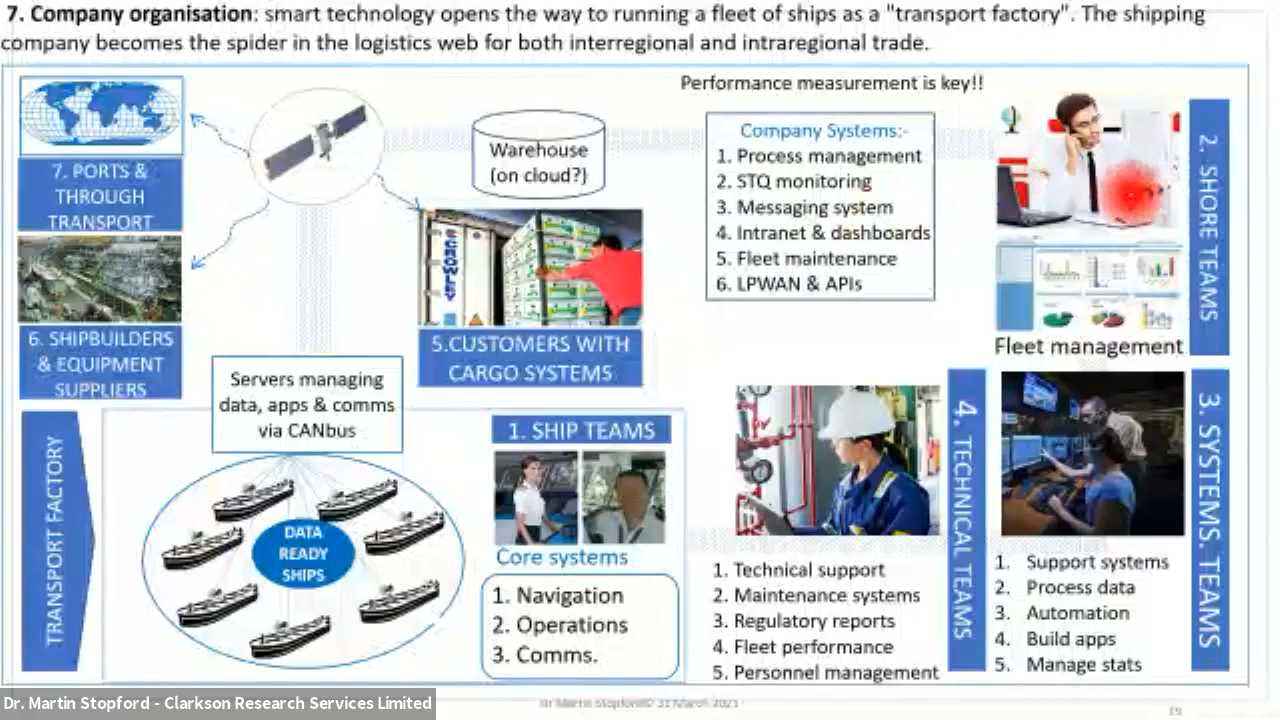 7. Company organisation: smart technology opens the way to running a fleet of ships as a "transport factory". The shipping
company becomes the spider in the logistics web for both interregional and intraregional trade.
Performance measurement is key!!
7. PORTS &
THROUGH
TRANSPORT
Warehouse
(on cloud?)
Company Systems:-
1. Process management
2. STQ monitoring
3. Messaging system
4. Intranet & dashboards
5. Fleet maintenance
6. LPWAN & APIs
2. SHORE TEAMS
Fleet management
6. SHIPBUILDERS
& EQUIPMENT
SUPPLIERS
5.CUSTOMERS WITH
CARGO SYSTEMS
Servers managing
data, apps & comms
via CANbus
TRANSPORT FACTORY
DATA
READY
SHIPS
1. SHIP TEAMS
Core systems
1. Navigation
2. Operations
3. Comms.
4. TECHNICAL TEAMS
1. Technical support
2. Maintenance systems
3. Regulatory reports
4. Fleet performance
5. Personnel management
3. SYSTEMS. TEAMS
1. Support systems
2. Process data
3. Automation
4. Build apps
5. Manage stats
Dr. Martin Stopford - Clarkson Research Services Limited
Dr Martin Stopford© 31 March 2021